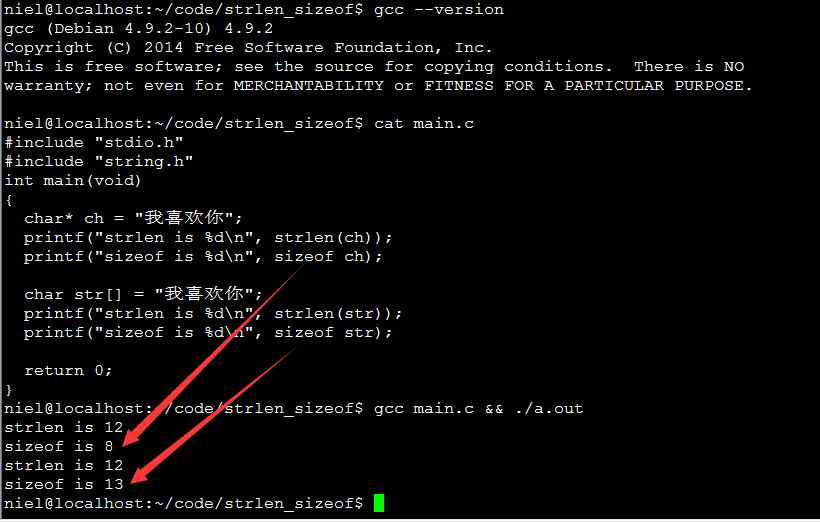 niel@localhost:~/code/strlen_sizeof$ gcc --version
gcc (Debian 4.9.2-10) 4.9.2
Copyright (C) 2014 Free Software Foundation, Inc.
This is free software; see the source for copying conditions.  There is NO
warranty; not even for MERCHANTABILITY or FITNESS FOR A PARTICULAR PURPOSE.

niel@localhost:~/code/strlen_sizeof$ cat main.c
#include "stdio.h"
#include "string.h"
int main(void)
{
  char* ch = "我喜欢你";
  printf("strlen is %d\n", strlen(ch));
  printf("sizeof is %d\n", sizeof ch);

  char str[] = "我喜欢你";
  printf("strlen is %d\n", strlen(str));
  printf("sizeof is %d\n", sizeof str);

  return 0;
}
niel@localhost:~/code/strlen_sizeof$ gcc main.c && ./a.out
strlen is 12
sizeof is 8
strlen is 12
sizeof is 13
niel@localhost:~/code/strlen_sizeof$